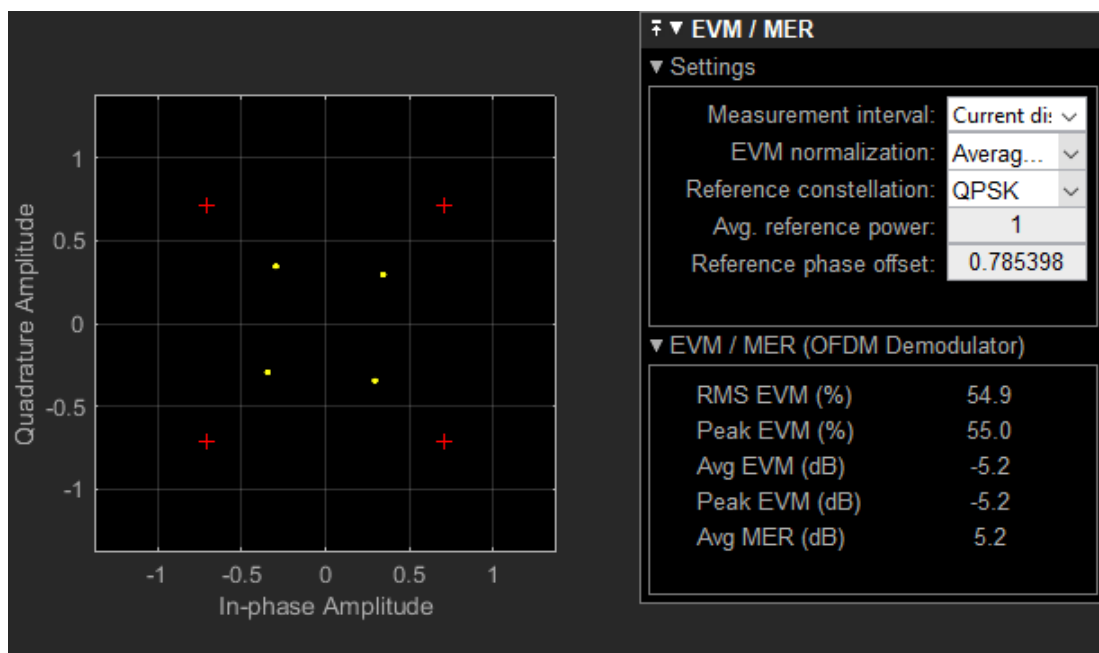 EVM / MER
Settings
Measurement interval: Current dis
EVM normalization: Averag...
Reference constellation: QPSK
Avg. reference power: 1
Reference phase offset: 0.785398
EVM / MER (OFDM Demodulator)
RMS EVM (%) 54.9
Peak EVM (%) 55.0
Avg EVM (dB) -5.2
Peak EVM (dB) -5.2
Avg MER (dB) 5.2
Quadrature Amplitude
1
0.5
0
-0.5
-1
-1 -0.5 0 0.5 1
In-phase Amplitude